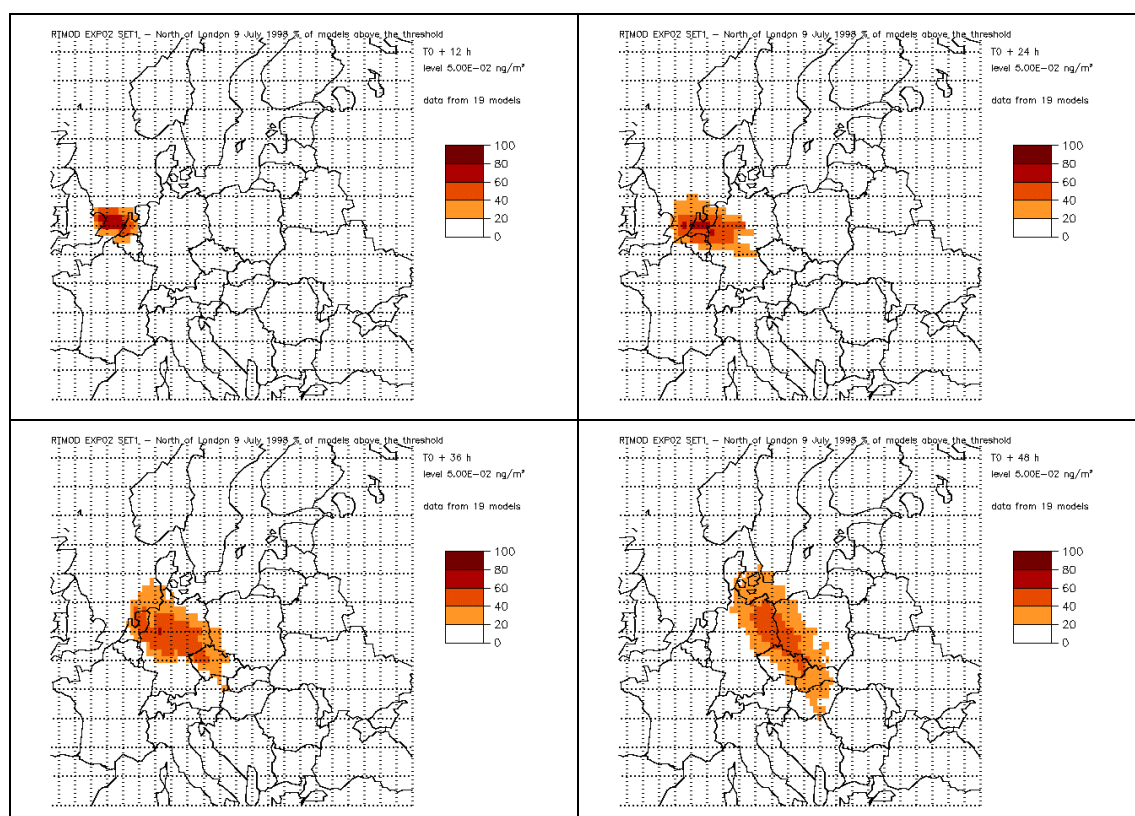 RTMOD EXP02 SET1 - North of London 9 July 1998 % of models above the threshold
T0 + 12 h
level 5.00E-02 ng/m³
data from 19 models
100
80
60
40
20
0
RTMOD EXP02 SET1 - North of London 9 July 1998 % of models above the threshold
T0 + 24 h
level 5.00E-02 ng/m³
data from 19 models
100
80
60
40
20
0
RTMOD EXP02 SET1 - North of London 9 July 1998 % of models above the threshold
T0 + 36 h
level 5.00E-02 ng/m³
data from 19 models
100
80
60
40
20
0
RTMOD EXP02 SET1 - North of London 9 July 1998 % of models above the threshold
T0 + 48 h
level 5.00E-02 ng/m³
data from 19 models
100
80
60
40
20
0